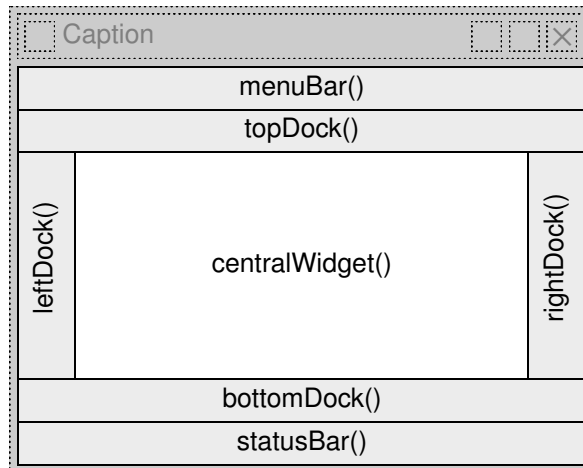 Caption
menuBar()
topDock()
leftDock()
centralWidget()
rightDock()
bottomDock()
statusBar()